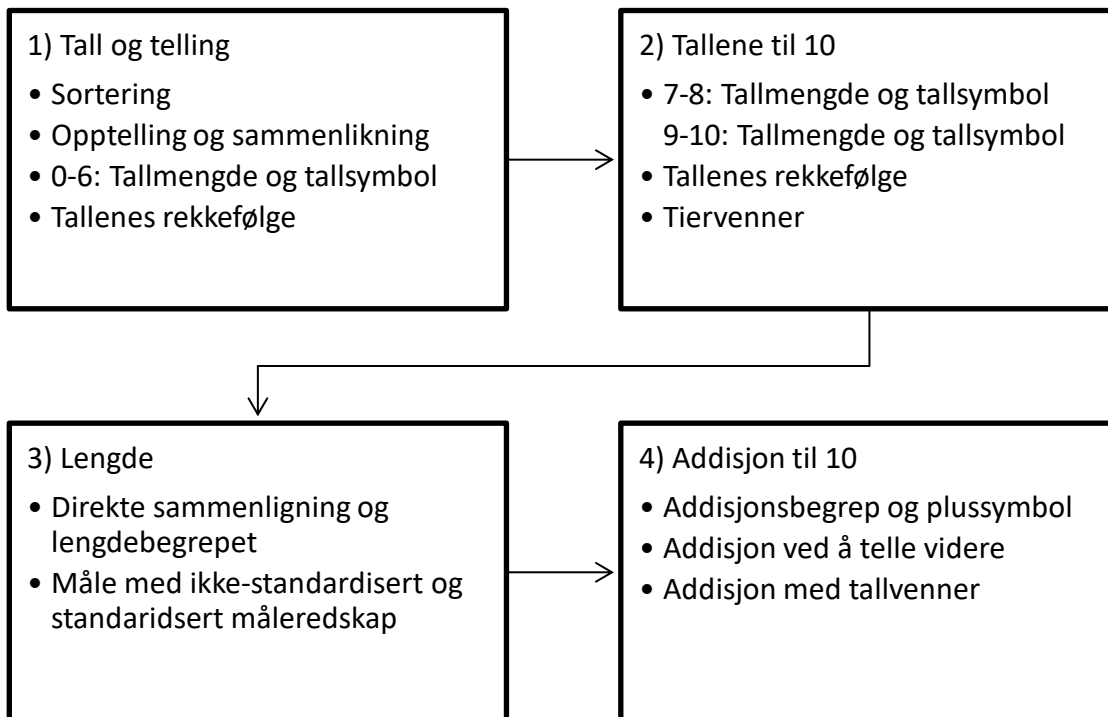 1) Tall og telling
• Sortering
• Opptelling og sammenlikning
• 0-6: Tallmengde og tallsymbol
• Tallenes rekkefølge
2) Tallene til 10
• 7-8: Tallmengde og tallsymbol
9-10: Tallmengde og tallsymbol
• Tallenes rekkefølge
• Tiervenner
3) Lengde
• Direkte sammenligning og
lengdebegrepet
• Måle med ikke-standardisert og
standaridsert måleredskap
4) Addisjon til 10
• Addisjonsbegrep og plussymbol
• Addisjon ved å telle videre
• Addisjon med tallvenner